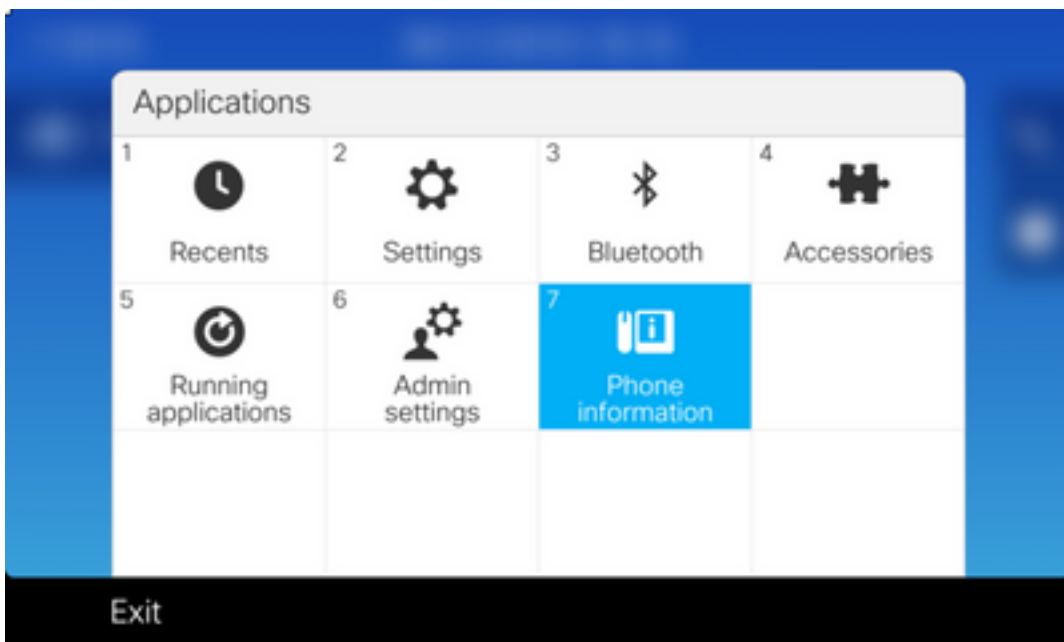 Applications
1
Recents
2
Settings
3
Bluetooth
4
Accessories
5
Running
applications
6
Admin
settings
7
Phone
information
Exit